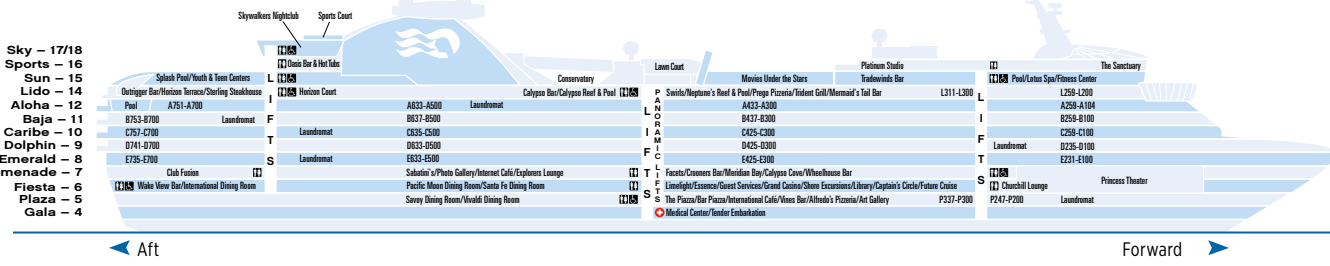 Skywalkers Nightclub
Sports Court
Sky – 17/18
Sports – 16 Oasis Bar & Hot Tubs Lawn Court Platinum Studio The Sanctuary
Sun – 15 Splash Pool/Youth & Teen Centers Conservatory Movies Under the Stars Tradewinds Bar Pool/Lotus Spa/Fitness Center
Lido – 14 Outrigger Bar/Horizon Terrace/Sterling Steakhouse Horizon Court Calypso Bar/Calypso Reef & Pool Swirls/Neptune's Reef & Pool/Prego Pizzeria/Trident Grill/Mermaid's Tail Bar L311-L300 L259-L200
Aloha – 12 Pool A751-A700 A633-A500 Laundromat A433-A300 A259-A104
Baja – 11 B753-B700 Laundromat B637-B500 B437-B300 B259-B100
Caribe – 10 C757-C700 Laundromat C635-C500 C425-C300 C259-C100
Dolphin – 9 D741-D700 D633-D500 D425-D300 Laundromat D235-D100
Emerald – 8 E735-E700 Laundromat E633-E500 E425-E300 E231-E100
menade – 7 Club Fusion Sabatini's/Photo Gallery/Internet Café/Explorers Lounge Facets/Crooners Bar/Meridian Bay/Calypso Cove/Wheelhouse Bar Princess Theater
Fiesta – 6 Wake View Bar/International Dining Room Pacific Moon Dining Room/Santa Fe Dining Room Limelight/Essence/Guest Services/Grand Casino/Shore Excursions/Library/Captain's Circle/Future Cruise Churchill Lounge
Plaza – 5 Savoy Dining Room/Vivaldi Dining Room The Piazza/Bar Piazza/International Café/Vines Bar/Alfredo's Pizzeria/Art Gallery P337-P300 P247-P200 Laundromat
Gala – 4 Medical Center/Tender Embarkation
LIFTS
LIFTS
PANORAMIC LIFTS
LIFTS
Aft
Forward